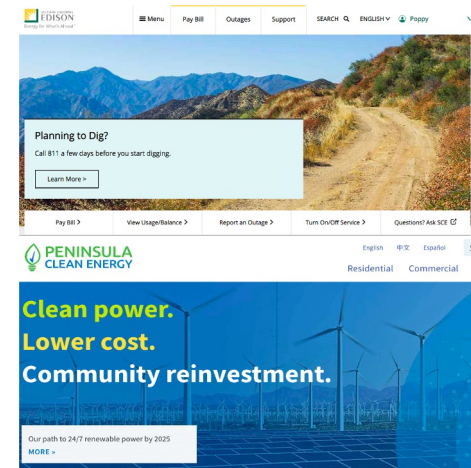 EDISON
Energy for What's Ahead
Menu
Pay Bill
Outages
Support
SEARCH
ENGLISH
Poppy
Planning to Dig?
Call 811 a few days before you start digging.
Learn More >
Pay Bill >
View Usage/Balance >
Report an Outage >
Turn On/Off Service >
Questions? Ask SCE
PENINSULA
CLEAN ENERGY
English 中文 Español
Residential Commercial
Clean power.
Lower cost.
Community reinvestment.
Our path to 24/7 renewable power by 2025
MORE »